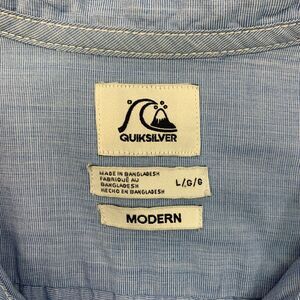 QUIKSILVER
MADE IN BANGLADESH
FABRIQUÉ AU
BANGLADESH
HECHO EN BANGLADESH
L/G/G
MODERN